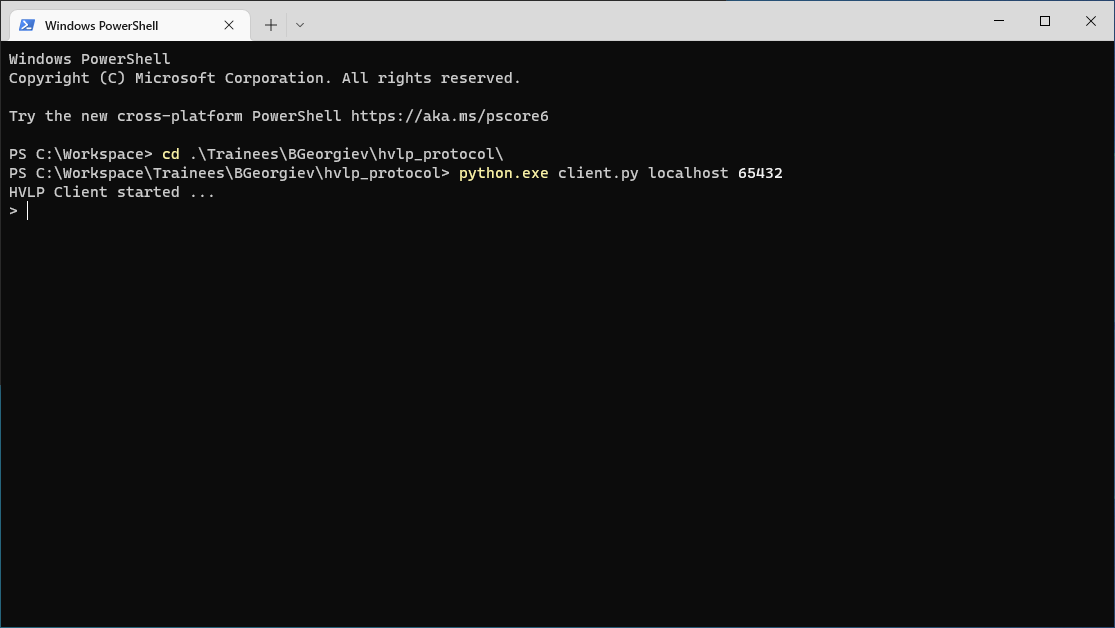 Windows PowerShell
Windows PowerShell
Copyright (C) Microsoft Corporation. All rights reserved.
Try the new cross-platform PowerShell https://aka.ms/pscore6
PS C:\Workspace> cd .\Trainees\BGeorgiev\hvlp_protocol\
PS C:\Workspace\Trainees\BGeorgiev\hvlp_protocol> python.exe client.py localhost 65432
HVLP Client started ...
>